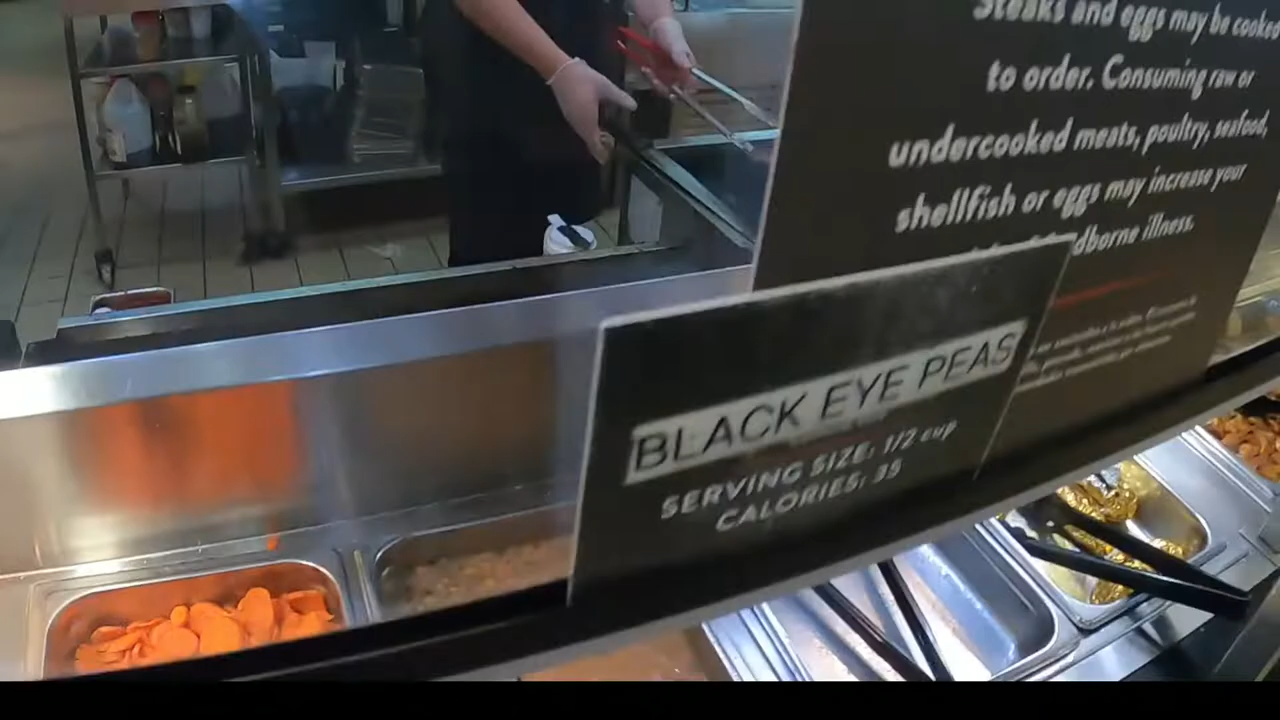 Steaks and eggs may be cooked
to order. Consuming raw or
undercooked meats, poultry, seafood,
shellfish or eggs may increase your
dborne illness.
BLACK EYE PEAS
SERVING SIZE: 1/2 cup
CALORIES: 35